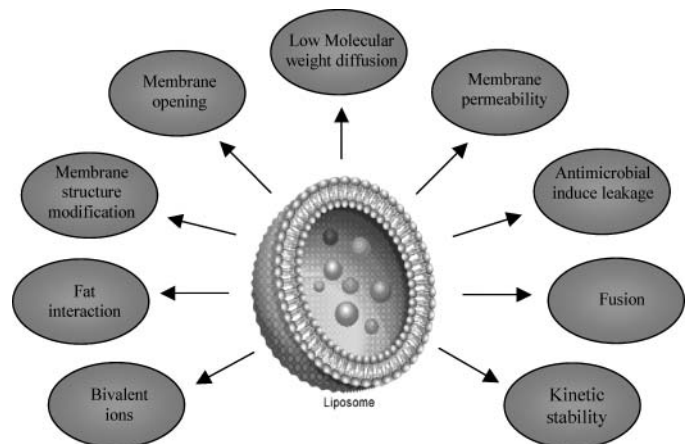 Low Molecular
weight diffusion
Membrane
opening
Membrane
permeability
Membrane
structure
modification
Antimicrobial
induce leakage
Fat
interaction
Fusion
Bivalent
ions
Kinetic
stability
Liposome